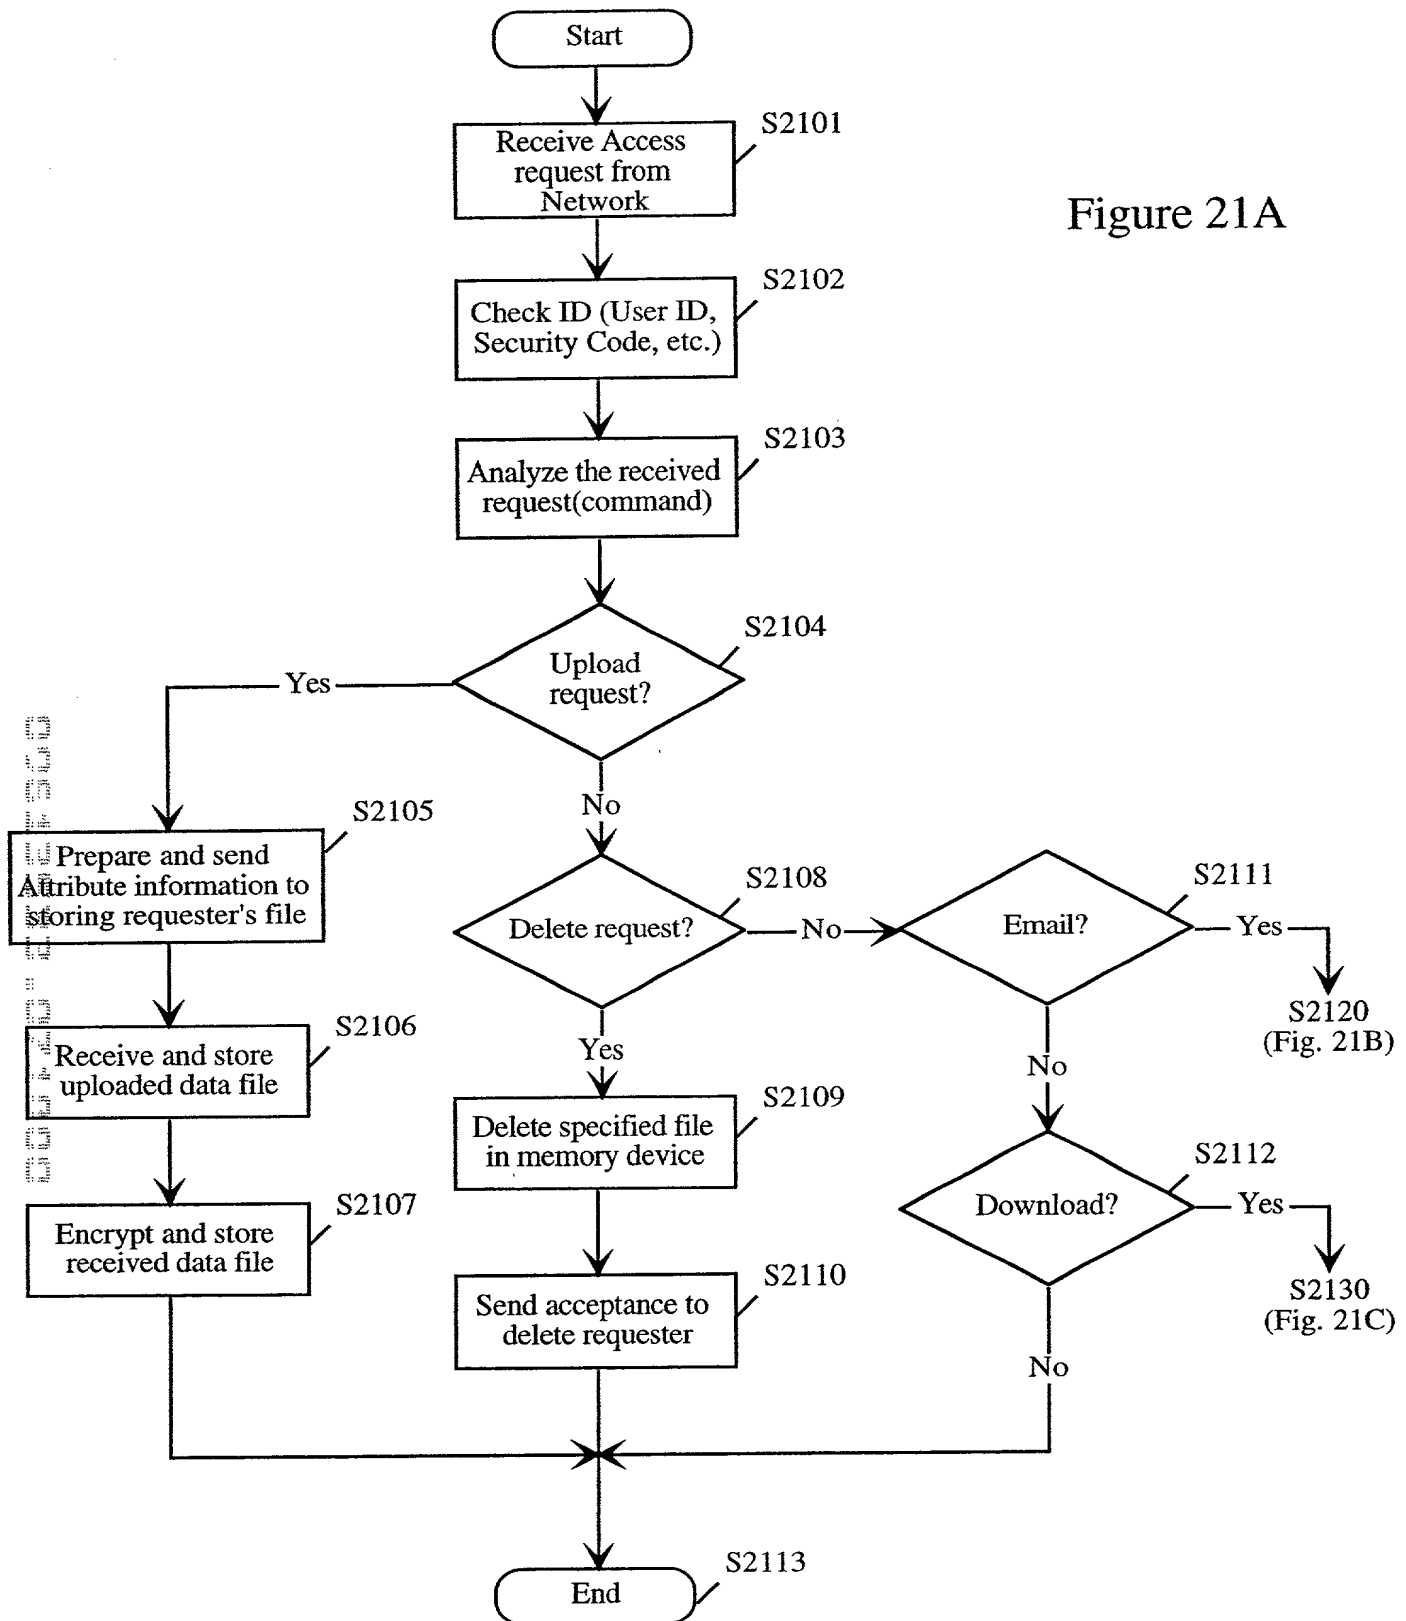 Start
S2101
Receive Access
request from
Network
Figure 21A
S2102
Check ID (User ID,
Security Code, etc.)
S2103
Analyze the received
request(command)
S2104
Upload
request?
Yes
No
S2105
Prepare and send
Attribute information to
storing requester's file
S2108
Delete request?
No
S2111
Email?
Yes
S2120
(Fig. 21B)
S2106
Receive and store
uploaded data file
Yes
No
S2109
Delete specified file
in memory device
S2112
Download?
Yes
S2130
(Fig. 21C)
S2107
Encrypt and store
received data file
S2110
Send acceptance to
delete requester
No
S2113
End